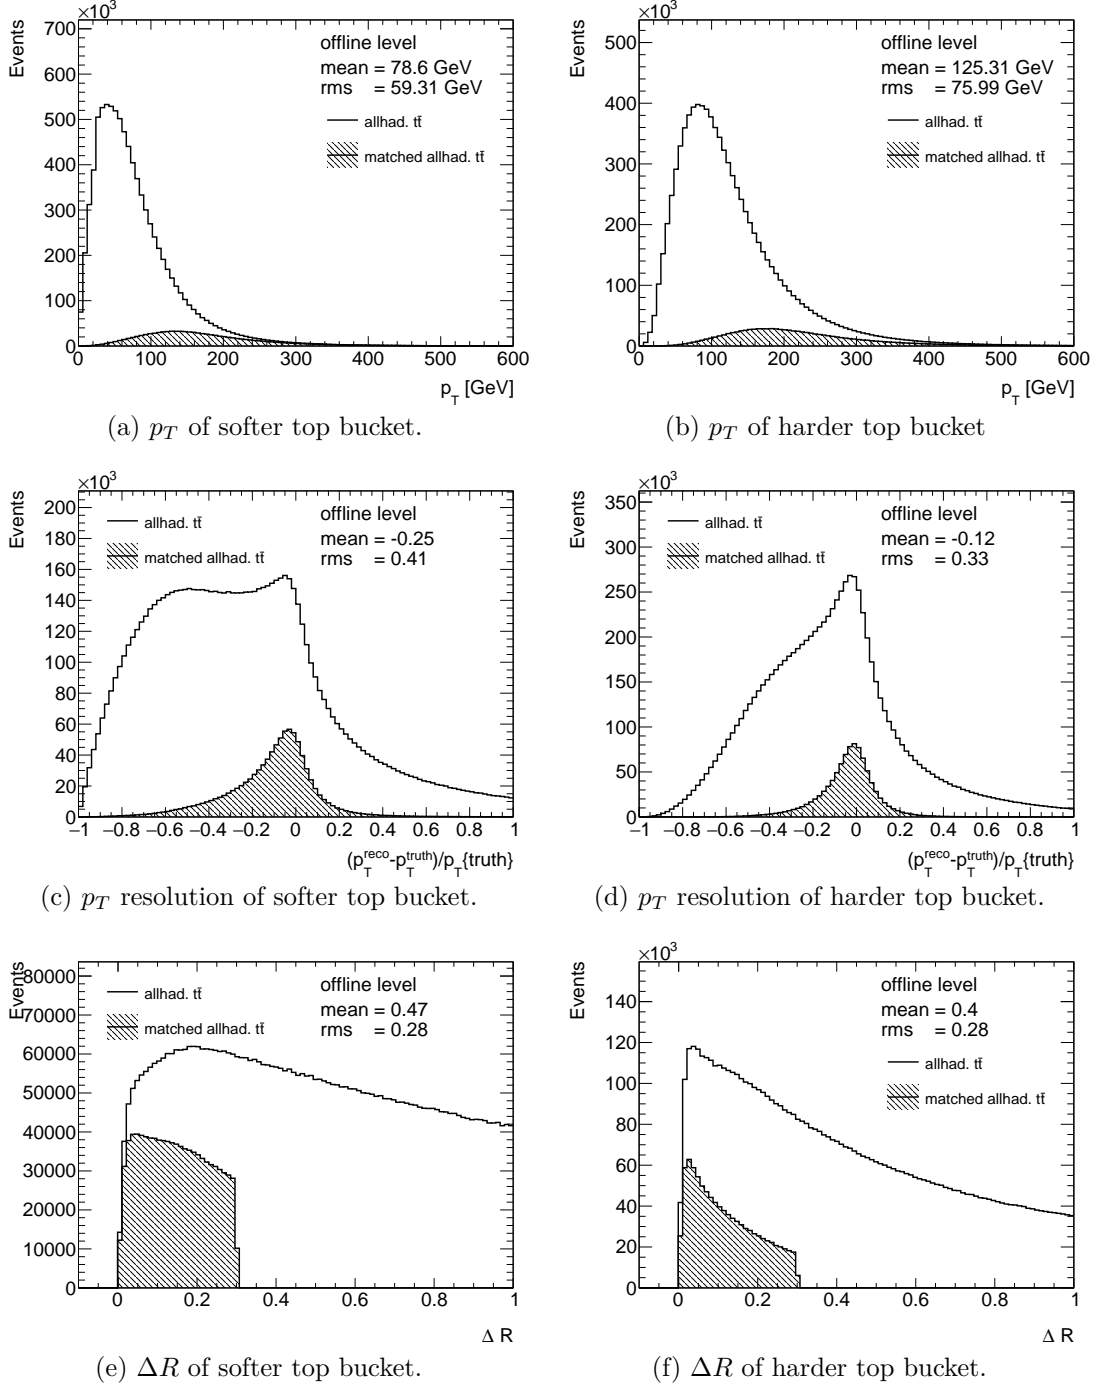 ×10³
Events
700
600
500
400
300
200
100
0
0 100 200 300 400 500 600
p_T [GeV]
offline level
mean = 78.6 GeV
rms = 59.31 GeV
allhad. tt̄
matched allhad. tt̄
(a) p_T of softer top bucket.
×10³
Events
500
400
300
200
100
0
0 100 200 300 400 500 600
p_T [GeV]
offline level
mean = 125.31 GeV
rms = 75.99 GeV
allhad. tt̄
matched allhad. tt̄
(b) p_T of harder top bucket
×10³
Events
200
180
160
140
120
100
80
60
40
20
0
−1 −0.8 −0.6 −0.4 −0.2 0 0.2 0.4 0.6 0.8 1
(p_T^reco-p_T^truth)/p_T{truth}
allhad. tt̄
matched allhad. tt̄
offline level
mean = -0.25
rms = 0.41
(c) p_T resolution of softer top bucket.
×10³
Events
350
300
250
200
150
100
50
0
−1 −0.8 −0.6 −0.4 −0.2 0 0.2 0.4 0.6 0.8 1
(p_T^reco-p_T^truth)/p_T{truth}
allhad. tt̄
matched allhad. tt̄
offline level
mean = -0.12
rms = 0.33
(d) p_T resolution of harder top bucket.
Events
80000
70000
60000
50000
40000
30000
20000
10000
0
0 0.2 0.4 0.6 0.8 1
Δ R
allhad. tt̄
matched allhad. tt̄
offline level
mean = 0.47
rms = 0.28
(e) ΔR of softer top bucket.
×10³
Events
140
120
100
80
60
40
20
0
0 0.2 0.4 0.6 0.8 1
Δ R
offline level
mean = 0.4
rms = 0.28
allhad. tt̄
matched allhad. tt̄
(f) ΔR of harder top bucket.